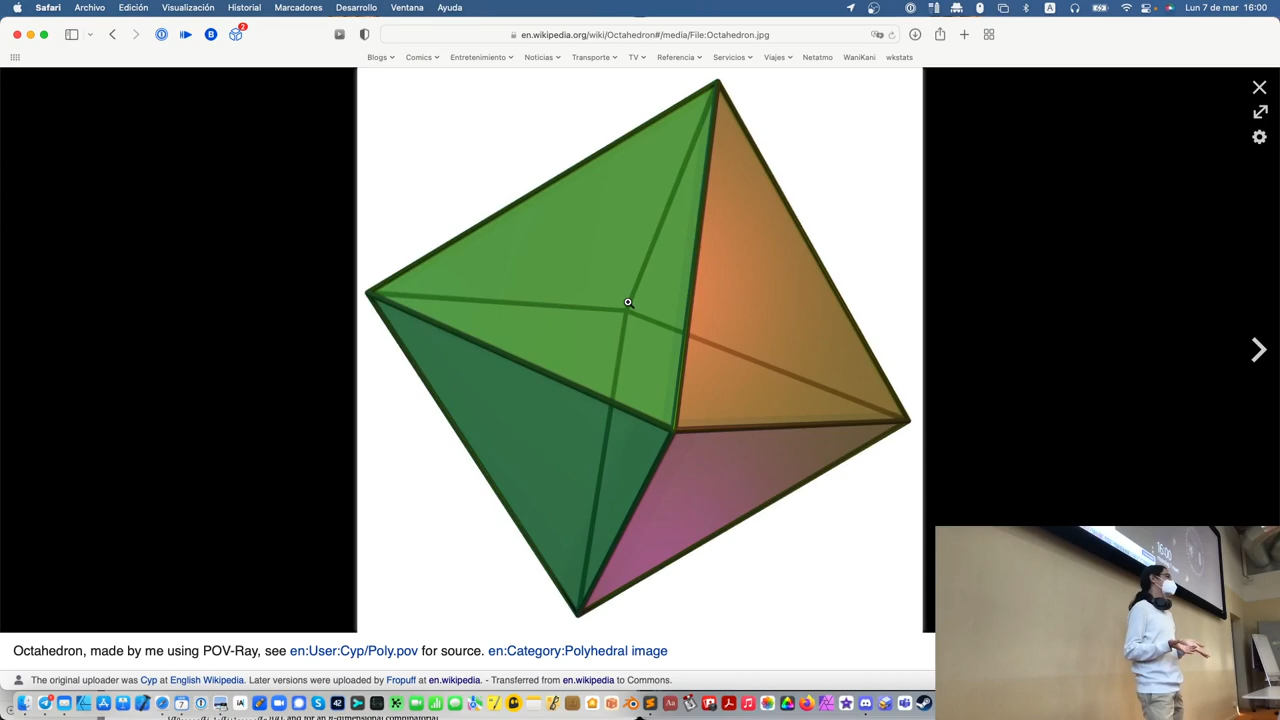 Safari Archivo Edición Visualización Historial Marcadores Desarrollo Ventana Ayuda
Lun 7 de mar 16:00
2
en.wikipedia.org/wiki/Octahedron#/media/File:Octahedron.jpg
Blogs Comics Entretenimiento Noticias Transporte TV Referencia Servicios Viajes Netatmo WaniKani wkstats
16:00
Octahedron, made by me using POV-Ray, see en:User:Cyp/Poly.pov for source. en:Category:Polyhedral image
The original uploader was Cyp at English Wikipedia. Later versions were uploaded by Fropuff at en.wikipedia. - Transferred from en.wikipedia to Commons.